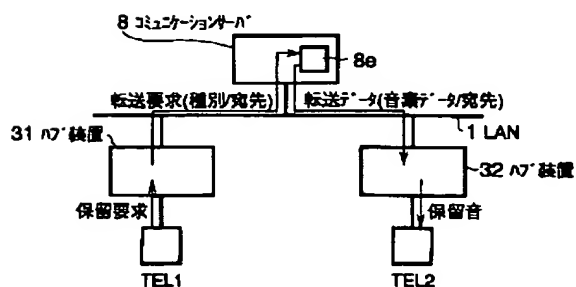 8 コミュニケーションサーバ
8e
転送要求(種別/宛先)
転送データ(音楽データ/宛先)
1 LAN
31 ハブ装置
32 ハブ装置
保留要求
保留音
TEL1
TEL2